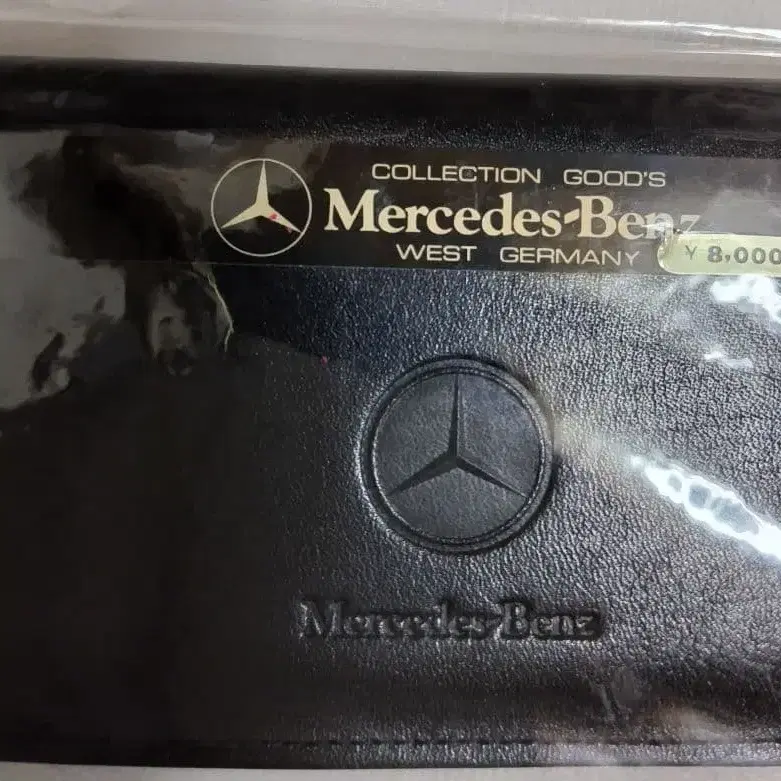 COLLECTION GOOD'S
Mercedes-Benz
WEST GERMANY
¥ 8,000
Mercedes-Benz